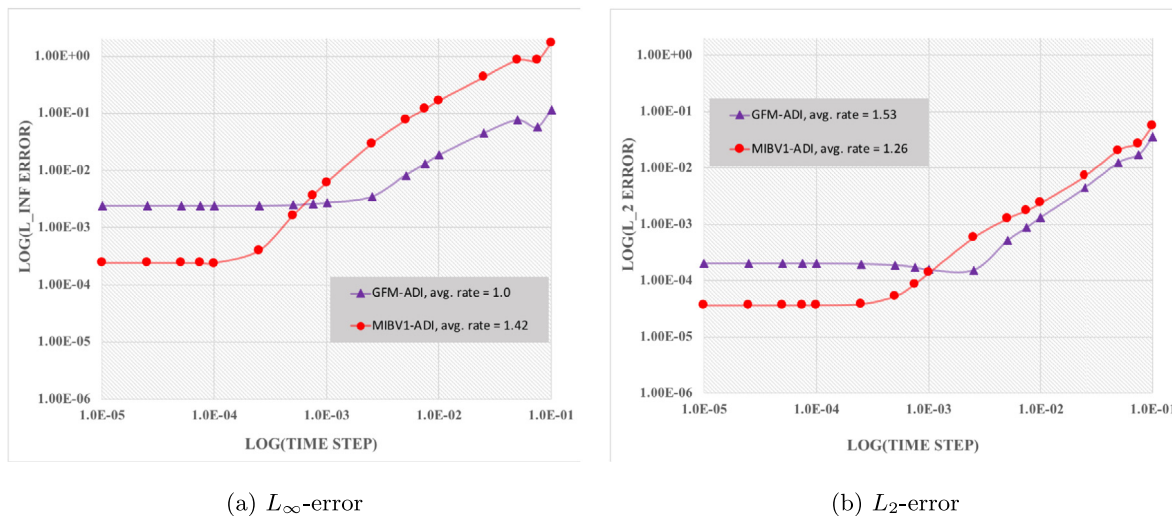 1.00E+00
1.00E-01
1.00E-02
1.00E-03
1.00E-04
1.00E-05
1.00E-06
LOG(L_INF ERROR)
GFM-ADI, avg. rate = 1.0
MIBV1-ADI, avg. rate = 1.42
1.0E-05 1.0E-04 1.0E-03 1.0E-02 1.0E-01
LOG(TIME STEP)
(a) L∞-error
1.00E+00
1.00E-01
1.00E-02
1.00E-03
1.00E-04
1.00E-05
1.00E-06
LOG(L_2 ERROR)
GFM-ADI, avg. rate = 1.53
MIBV1-ADI, avg. rate = 1.26
1.0E-05 1.0E-04 1.0E-03 1.0E-02 1.0E-01
LOG(TIME STEP)
(b) L₂-error